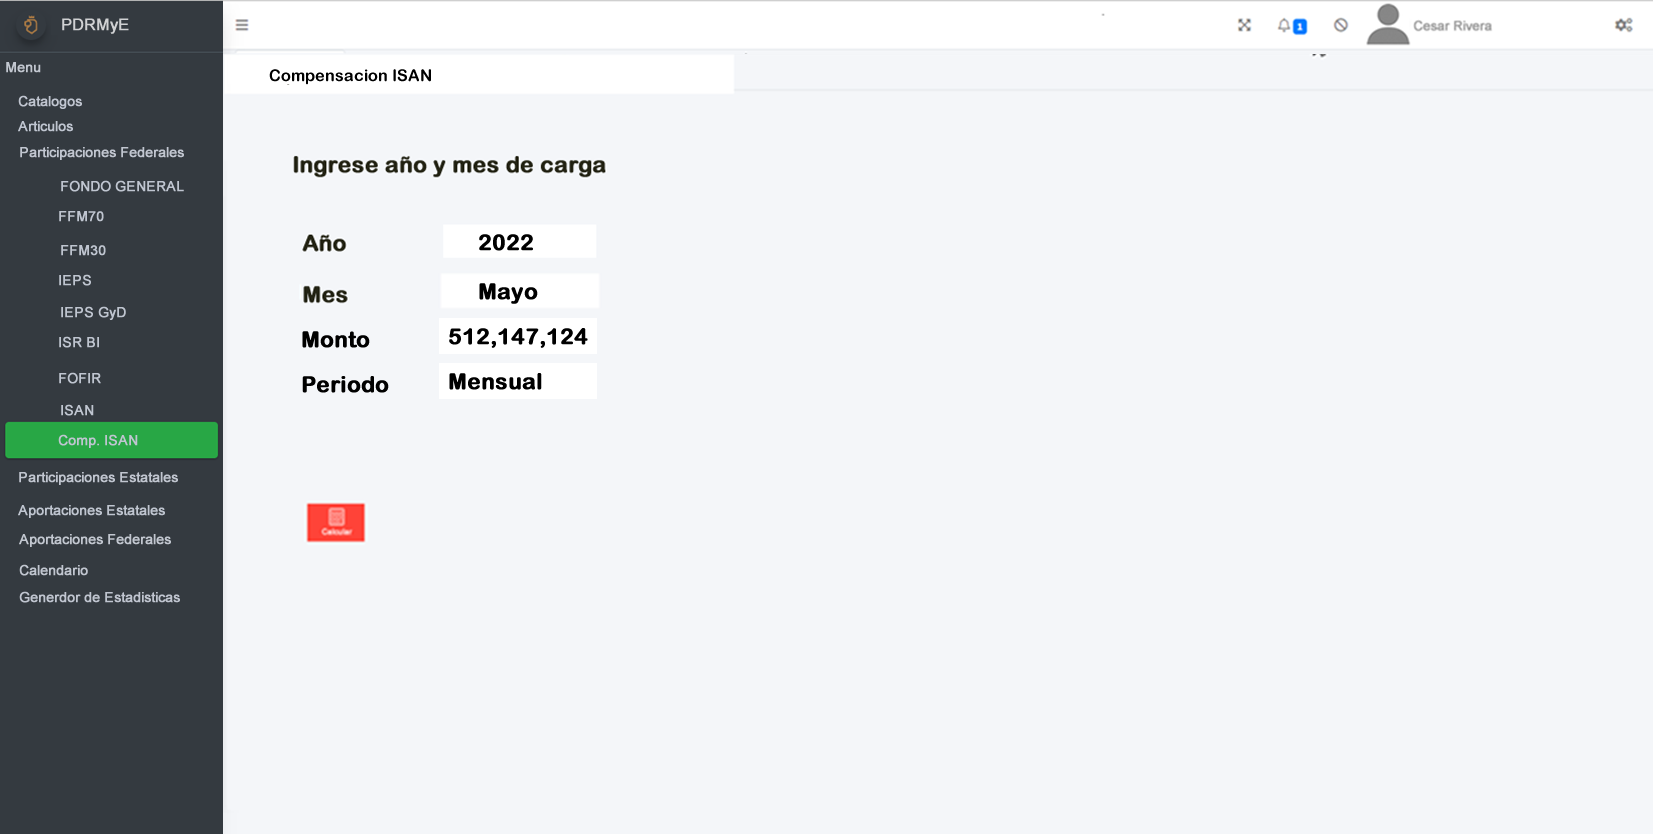 PDRMyE
1
Cesar Rivera
Menu
Compensacion ISAN
Catalogos
Articulos
Participaciones Federales
FONDO GENERAL
FFM70
FFM30
IEPS
IEPS GyD
ISR BI
FOFIR
ISAN
Comp. ISAN
Participaciones Estatales
Aportaciones Estatales
Aportaciones Federales
Calendario
Generdor de Estadisticas
Ingrese año y mes de carga
Año 2022
Mes Mayo
Monto 512,147,124
Periodo Mensual
Calcular